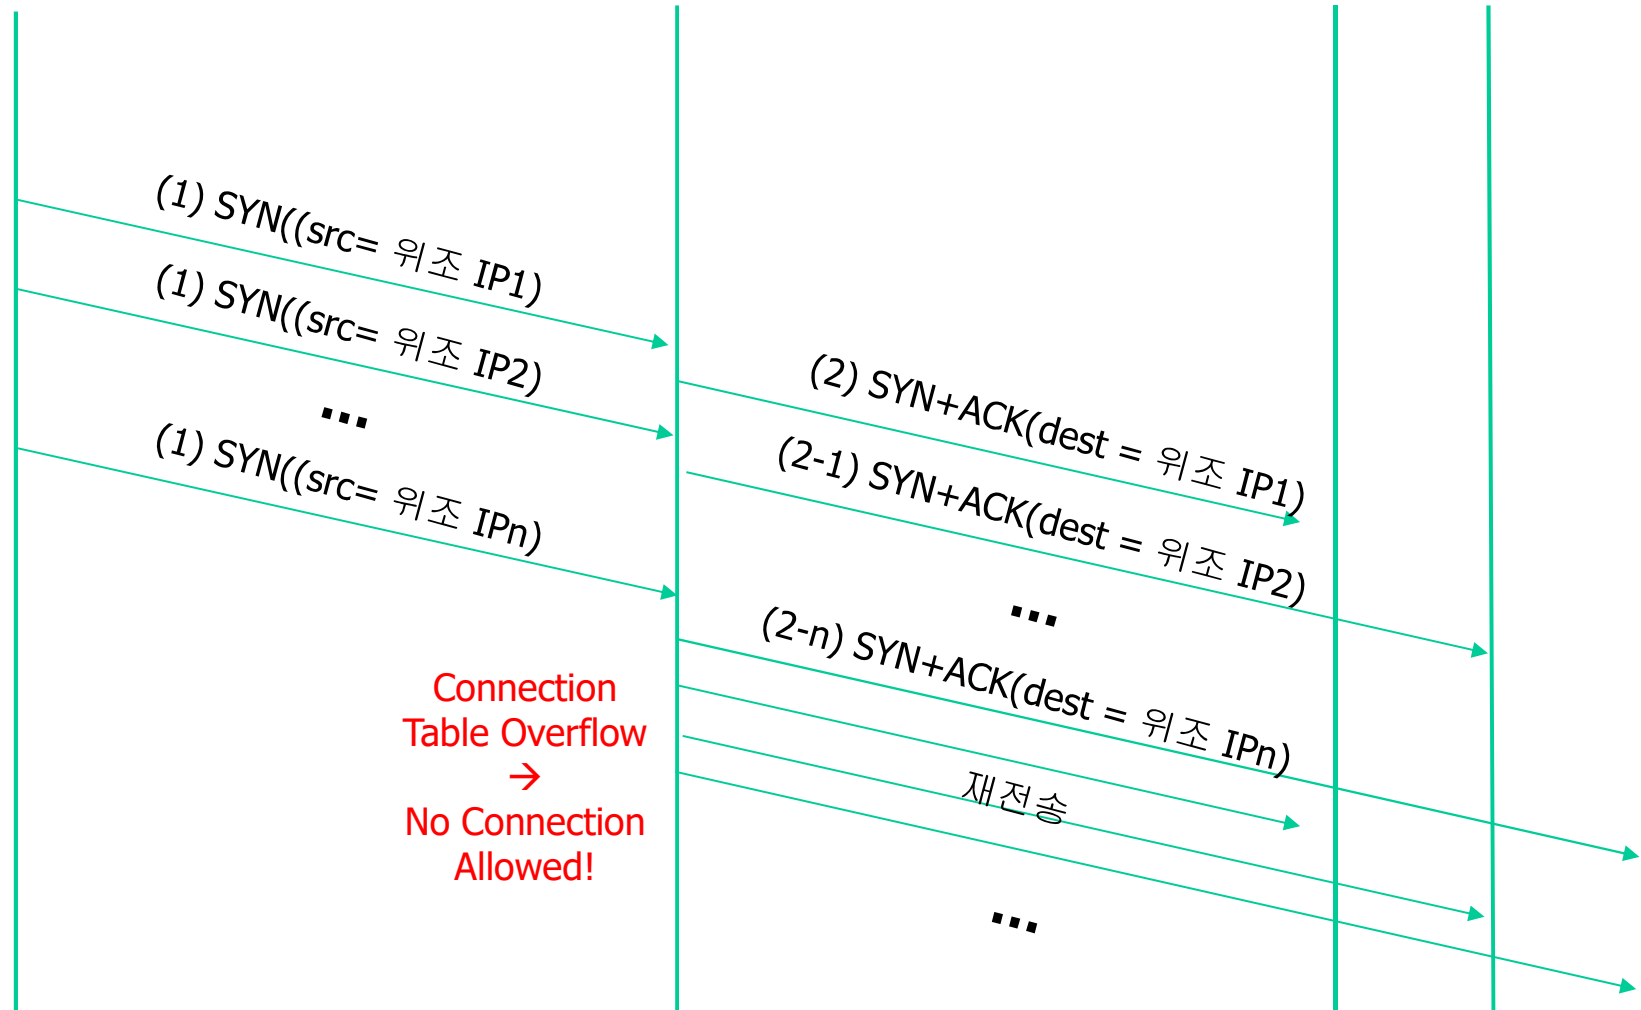 (1) SYN((src= 위조 IP1)
(1) SYN((src= 위조 IP2)
...
(1) SYN((src= 위조 IPn)
(2) SYN+ACK(dest = 위조 IP1)
(2-1) SYN+ACK(dest = 위조 IP2)
...
(2-n) SYN+ACK(dest = 위조 IPn)
Connection
Table Overflow
→
No Connection
Allowed!
재전송
...